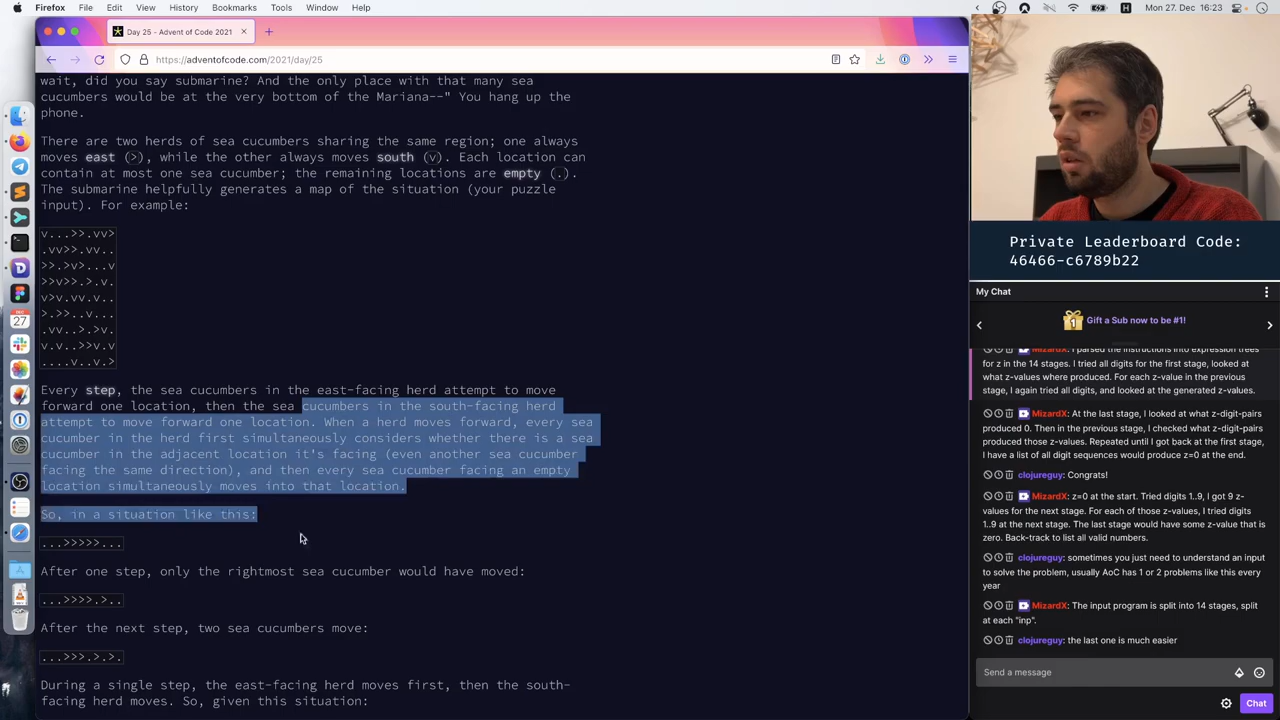 Firefox File Edit View History Bookmarks Tools Window Help
Mon 27. Dec 16:23
Day 25 - Advent of Code 2021
https://adventofcode.com/2021/day/25
wait, did you say submarine? And the only place with that many sea
cucumbers would be at the very bottom of the Mariana--" You hang up the
phone.
There are two herds of sea cucumbers sharing the same region; one always
moves east (>), while the other always moves south (v). Each location can
contain at most one sea cucumber; the remaining locations are empty (.).
The submarine helpfully generates a map of the situation (your puzzle
input). For example:
v...>>.vv>
.vv>>.vv..
>>.>v>...v
>>v>>.>.v.
v>v.vv.v..
>.>>..v...
.vv..>.>v.
v.v..>>v.v
....v..v.>
Every step, the sea cucumbers in the east-facing herd attempt to move
forward one location, then the sea cucumbers in the south-facing herd
attempt to move forward one location. When a herd moves forward, every sea
cucumber in the herd first simultaneously considers whether there is a sea
cucumber in the adjacent location it's facing (even another sea cucumber
facing the same direction), and then every sea cucumber facing an empty
location simultaneously moves into that location.
So, in a situation like this:
...>>>>>...
After one step, only the rightmost sea cucumber would have moved:
...>>>>.>..
After the next step, two sea cucumbers move:
...>>>.>.>.
During a single step, the east-facing herd moves first, then the south-
facing herd moves. So, given this situation:
Private Leaderboard Code:
46466-c6789b22
My Chat
Gift a Sub now to be #1!
MizardX: I parsed the instructions into expression trees
for z in the 14 stages. I tried all digits for the first stage, and looked at
what z-values where produced. For each z-value in the previous
stage, I again tried all digits, and looked at the generated z-values.
MizardX: At the last stage, I looked at what z-digit-pairs
produced 0. Then in the previous stage, I checked what z-digit-pairs
produced those z-values. Repeated until I got back at the first stage,
I have a list of all digit sequences would produce z=0 at the end.
clojureguy: Congrats!
MizardX: z=0 at the start. Tried digits 1..9, I got 9 z-
values for the next stage. For each of those z-values, I tried digits
1..9 at the next stage. The last stage would have some z-value that is
zero. Back-track to list all valid numbers.
clojureguy: sometimes you just need to understand an input
to solve the problem, usually AoC has 1 or 2 problems like this every
year
MizardX: The input program is split into 14 stages, split
at each "inp".
clojureguy: the last one is much easier
Send a message
Chat